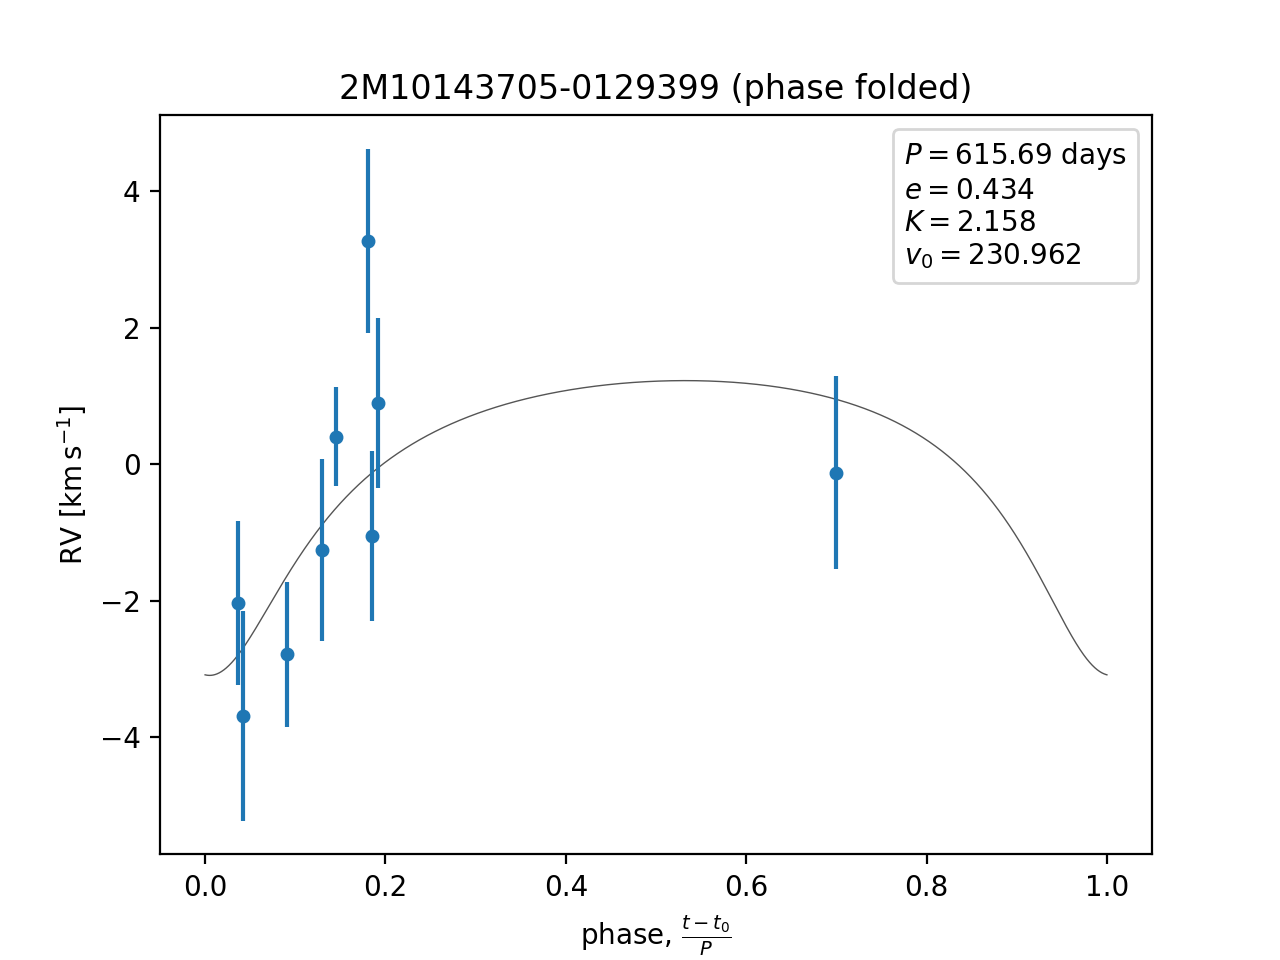 2M10143705-0129399 (phase folded)
P = 615.69 days
e = 0.434
K = 2.158
v₀ = 230.962
RV [km s⁻¹]
4
2
0
−2
−4
0.0 0.2 0.4 0.6 0.8 1.0
phase, (t − t₀)/P